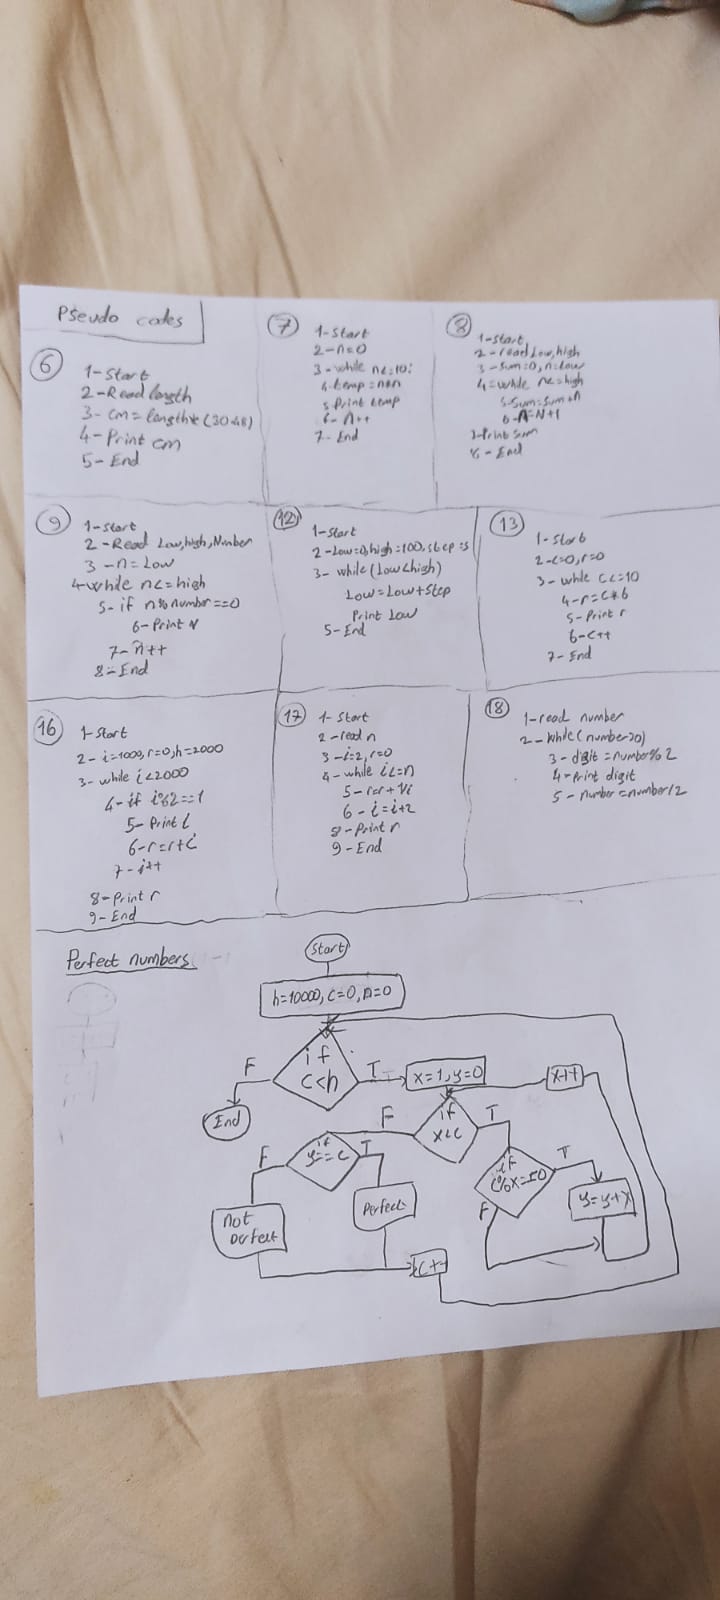 Pseudo codes
6
1-Start
2-Read length
3- cm = length * (30.48)
4- Print cm
5- End
7
1-Start
2-n=0
3-while n<=10:
4-temp=n*n
5-Print temp
6- n++
7- End
8
1-Start
2-read Low,high
3-Sum=0, n=Low
4-while n<=high
5-Sum=Sum+n
6-n=N+1
7-Print sum
8-End
9
1-Start
2-Read Low,high,Number
3-n=Low
4-while n<=high
5-if n%number==0
6-Print N
7-n++
8-End
12
1-Start
2-Low=0,high=100,step=5
3- while(Low<high)
Low=Low+Step
Print Low
5-End
13
1-Start
2-c=0,r=0
3- while c<=10
4-r=c*6
5-Print r
6-c++
7-End
16
1-Start
2-i=1000,r=0,h=2000
3- while i<2000
4-if i%2==1
5-Print i
6-r=r+i
7-i++
8-Print r
9-End
17
1- Start
2-read n
3-i=2,r=0
4-while i<=n
5-r=r+1/i
6-i=i+2
8-Print r
9-End
18
1-read number
2-while(number>0)
3-digit=number%2
4-Print digit
5-number=number/2
Perfect numbers
Start
h=10000, c=0, n=0
if
c<h
F
T
End
x=1,y=0
x++
if
x<c
F
T
if
y==c
F
T
if
c%x==0
T
F
y=y+x
not
perfect
Perfect
c++